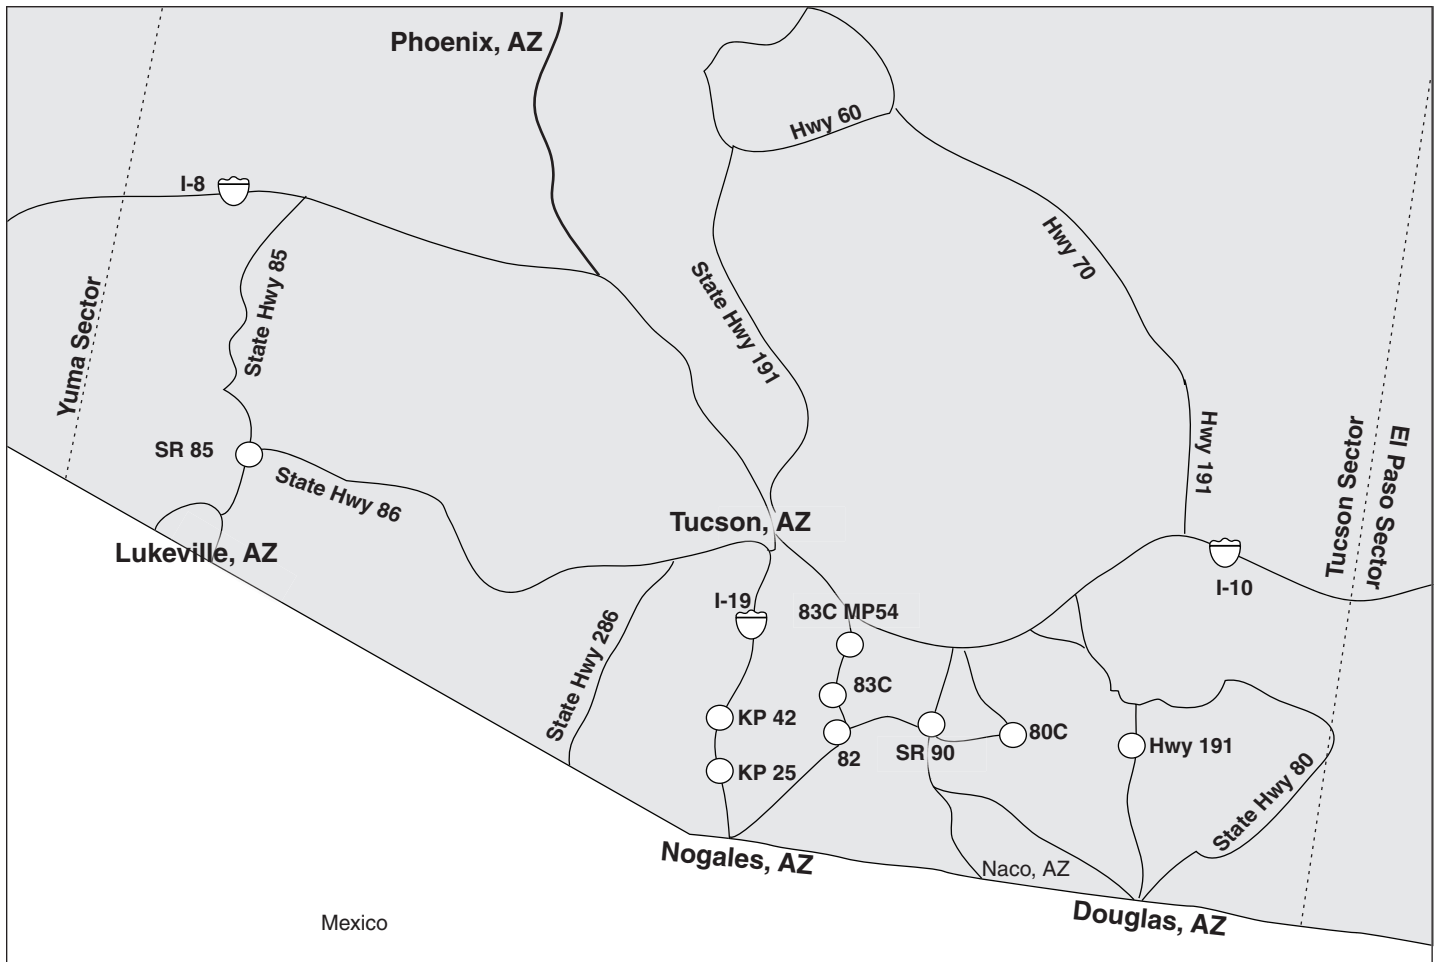 Phoenix, AZ
Hwy 60
I-8
Hwy 70
State Hwy 85
State Hwy 191
Yuma Sector
Hwy 191
Tucson Sector
El Paso Sector
SR 85
State Hwy 86
Tucson, AZ
Lukeville, AZ
I-10
I-19
83C MP54
State Hwy 286
83C
KP 42
80C
Hwy 191
82
SR 90
KP 25
State Hwy 80
Nogales, AZ
Naco, AZ
Douglas, AZ
Mexico